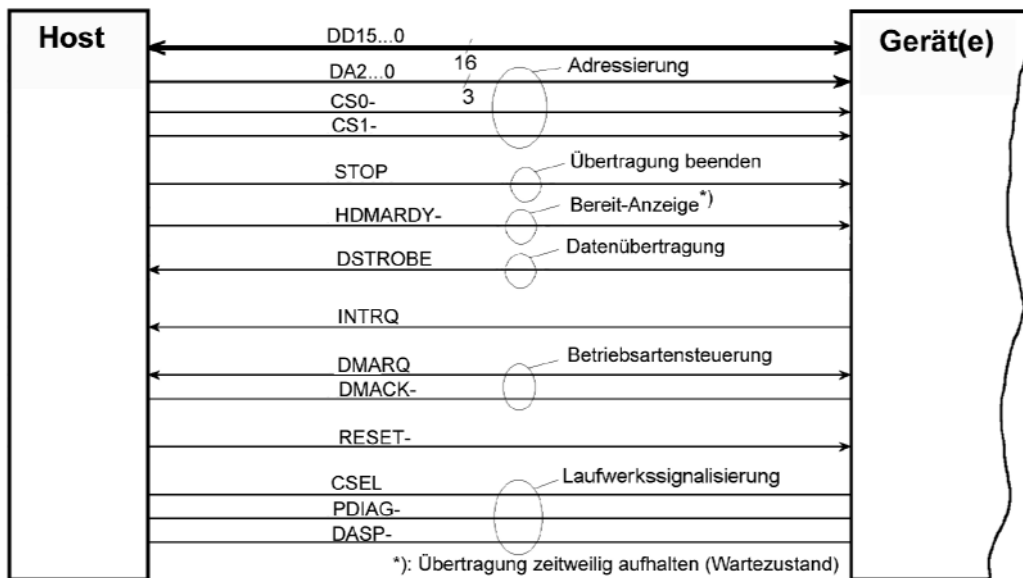 Host
Gerät(e)
DD15...0
16
DA2...0
3
Adressierung
CS0-
CS1-
STOP
Übertragung beenden
HDMARDY-
Bereit-Anzeige*)
DSTROBE
Datenübertragung
INTRQ
DMARQ
Betriebsartensteuerung
DMACK-
RESET-
CSEL
Laufwerkssignalisierung
PDIAG-
DASP-
*): Übertragung zeitweilig aufhalten (Wartezustand)